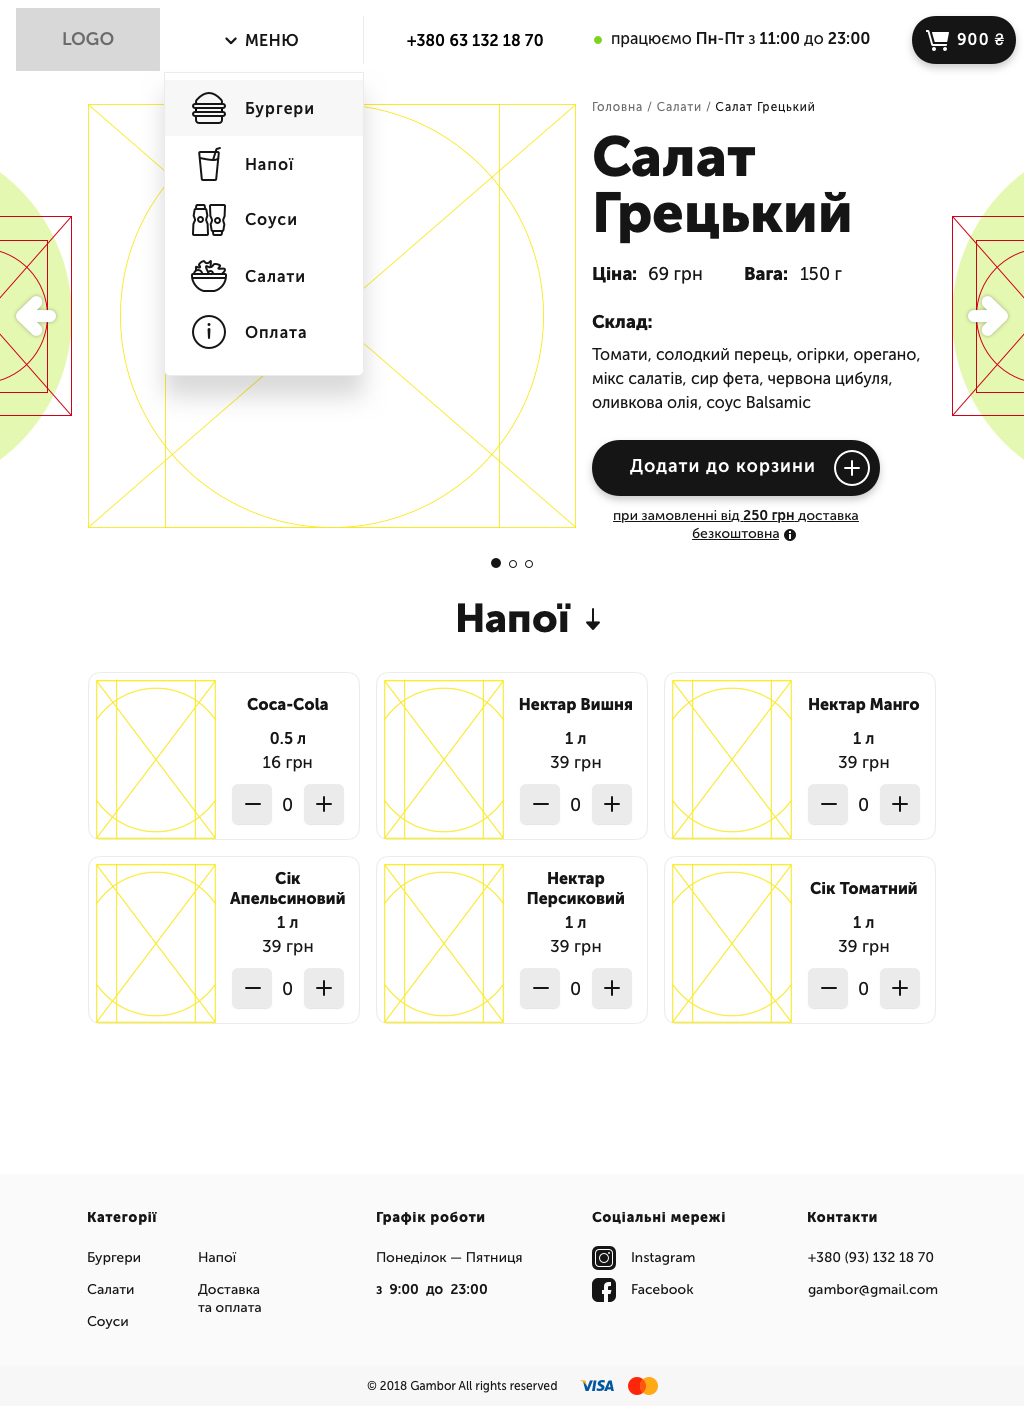 LOGO
МЕНЮ
+380 63 132 18 70
працюємо Пн-Пт з 11:00 до 23:00
900 ₴
Бургери
Напої
Соуси
Салати
Оплата
Головна / Салати / Салат Грецький
Салат
Грецький
Ціна: 69 грн Вага: 150 г
Склад:
Томати, солодкий перець, огірки, орегано,
мікс салатів, сир фета, червона цибуля,
оливкова олія, соус Balsamic
Додати до корзини
при замовленні від 250 грн доставка
безкоштовна
Напої
Coca-Cola
0.5 л
16 грн
0
Нектар Вишня
1 л
39 грн
0
Нектар Манго
1 л
39 грн
0
Сік
Апельсиновий
1 л
39 грн
0
Нектар
Персиковий
1 л
39 грн
0
Сік Томатний
1 л
39 грн
0
Категорії
Бургери
Салати
Соуси
Напої
Доставка
та оплата
Графік роботи
Понеділок — Пятниця
з 9:00 до 23:00
Соціальні мережі
Instagram
Facebook
Контакти
+380 (93) 132 18 70
gambor@gmail.com
© 2018 Gambor All rights reserved
VISA